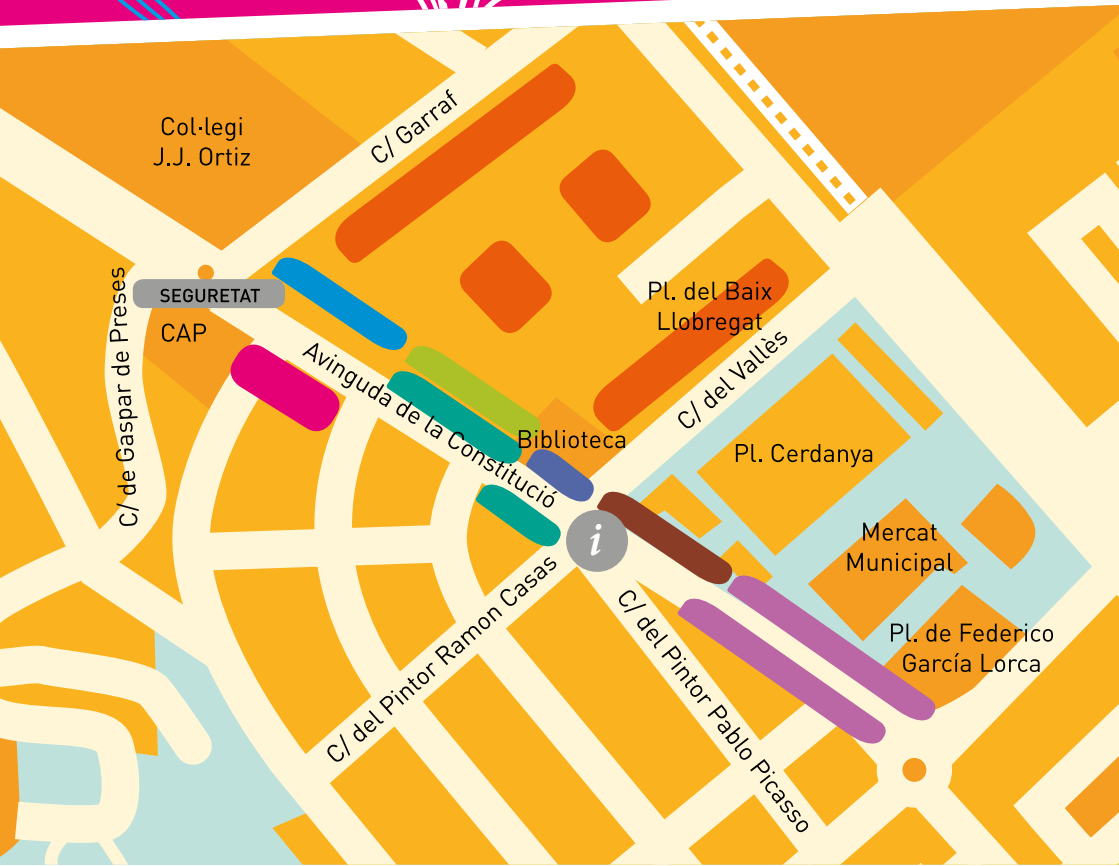 C/ Garraf
Col·legi
J.J. Ortiz
SEGURETAT
CAP
C/ de Gaspar de Preses
Avinguda de la Constitució
Pl. del Baix
Llobregat
C/ del Vallès
Biblioteca
Pl. Cerdanya
i
Mercat
Municipal
Pl. de Federico
García Lorca
C/ del Pintor Ramon Casas
C/ del Pintor Pablo Picasso